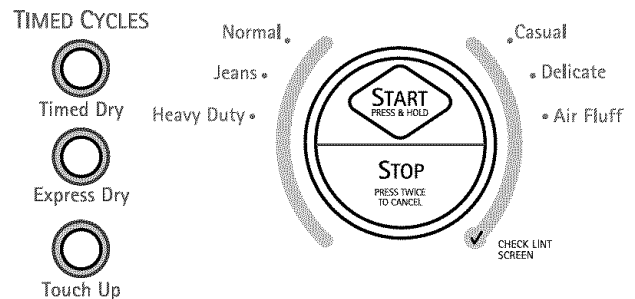 TIMED CYCLES
Timed Dry
Express Dry
Touch Up
Normal
Jeans
Heavy Duty
START
PRESS & HOLD
STOP
PRESS TWICE
TO CANCEL
Casual
Delicate
Air Fluff
CHECK LINT
SCREEN